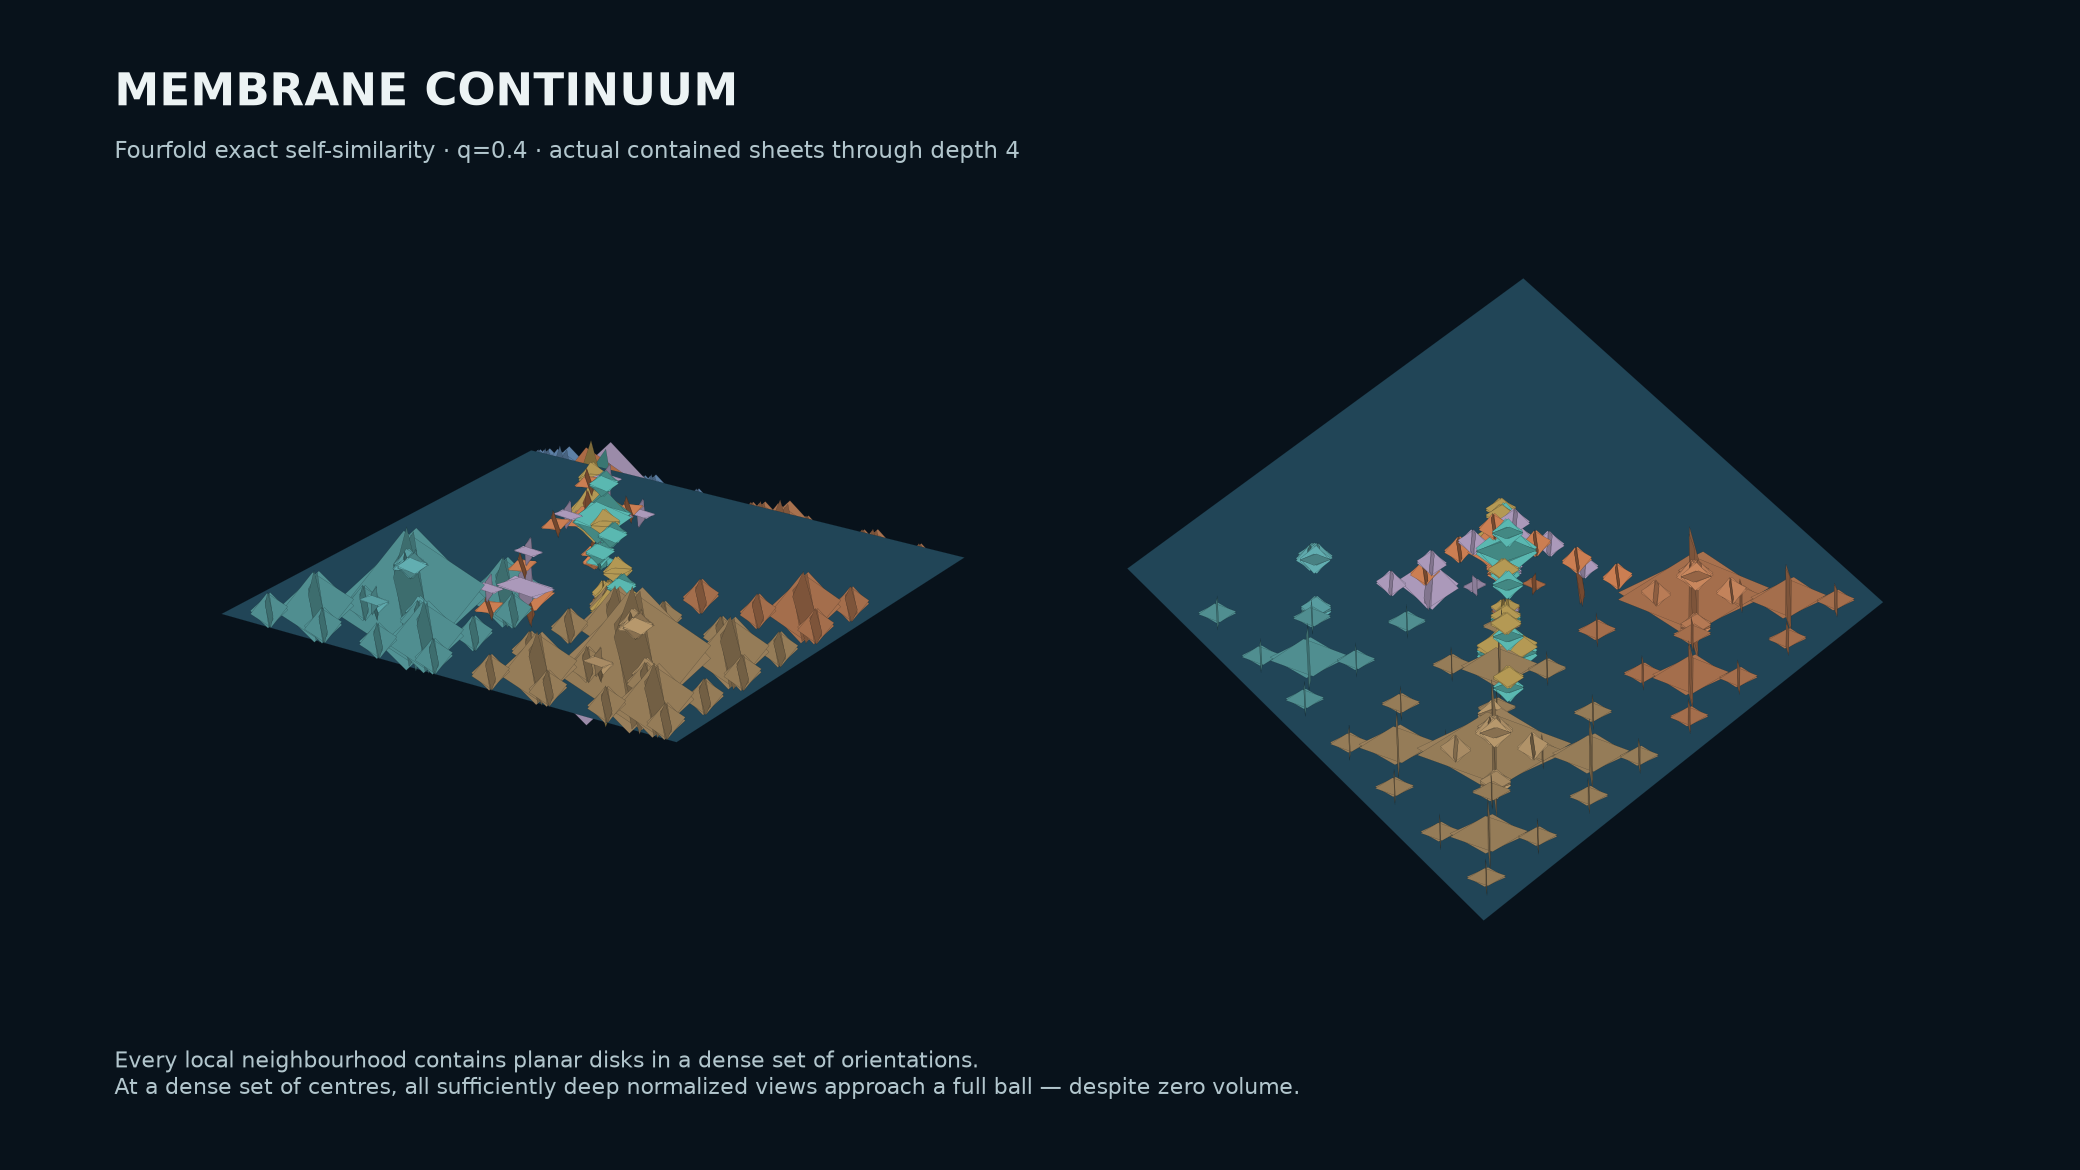 MEMBRANE CONTINUUM
Fourfold exact self-similarity · q=0.4 · actual contained sheets through depth 4
Every local neighbourhood contains planar disks in a dense set of orientations.
At a dense set of centres, all sufficiently deep normalized views approach a full ball — despite zero volume.